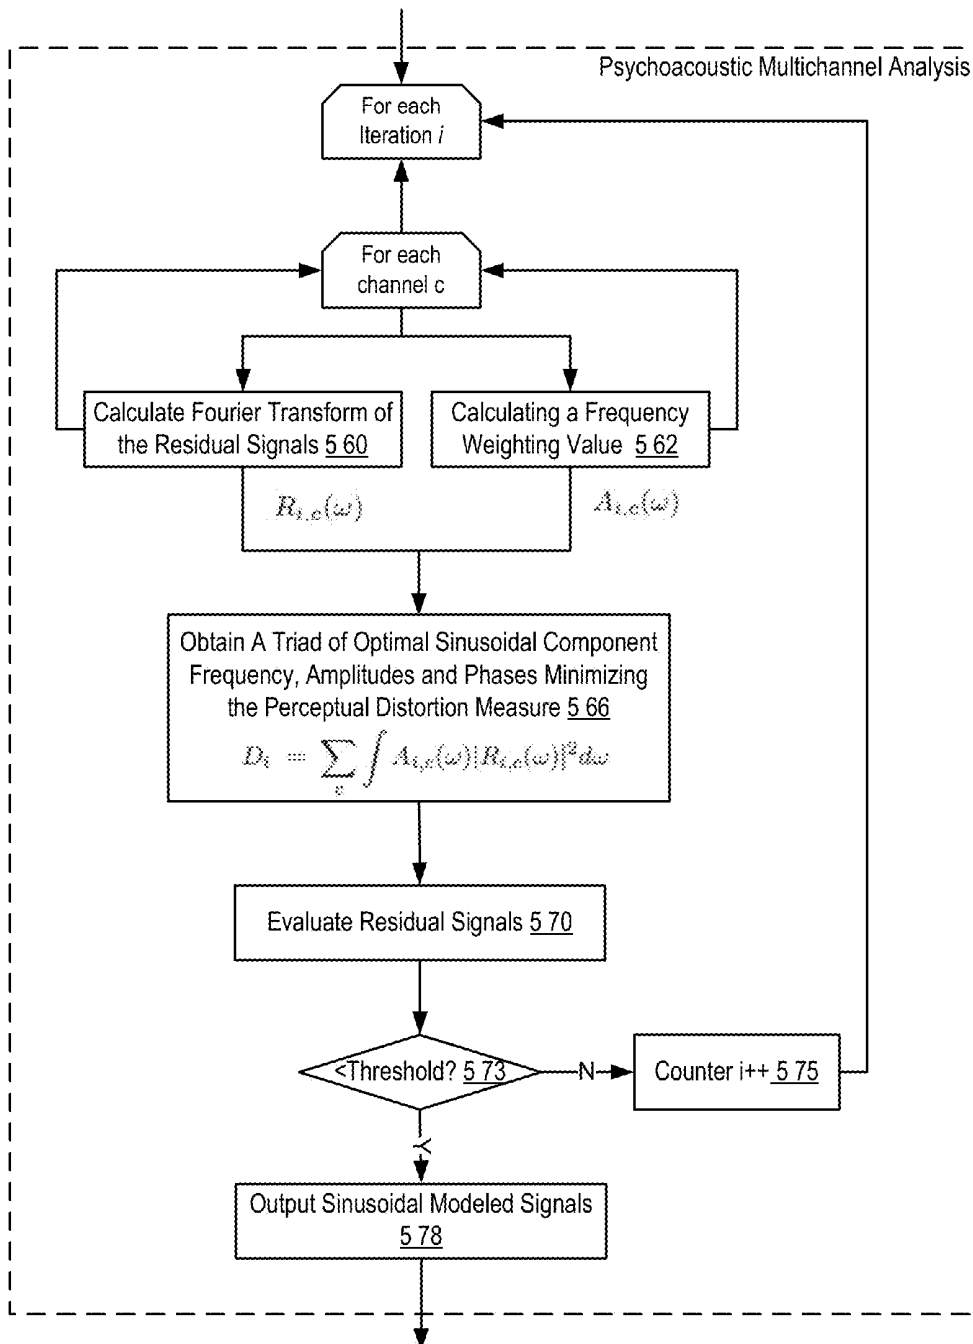 Psychoacoustic Multichannel Analysis
For each
Iteration i
For each
channel c
Calculate Fourier Transform of
the Residual Signals 5 60
Calculating a Frequency
Weighting Value 5 62
R_{i,c}(ω)
A_{i,c}(ω)
Obtain A Triad of Optimal Sinusoidal Component
Frequency, Amplitudes and Phases Minimizing
the Perceptual Distortion Measure 5 66
D_i = ∑_c ∫ A_{i,c}(ω)|R_{i,c}(ω)|²dω
Evaluate Residual Signals 5 70
<Threshold? 5 73
N
Counter i++ 5 75
Y
Output Sinusoidal Modeled Signals
5 78